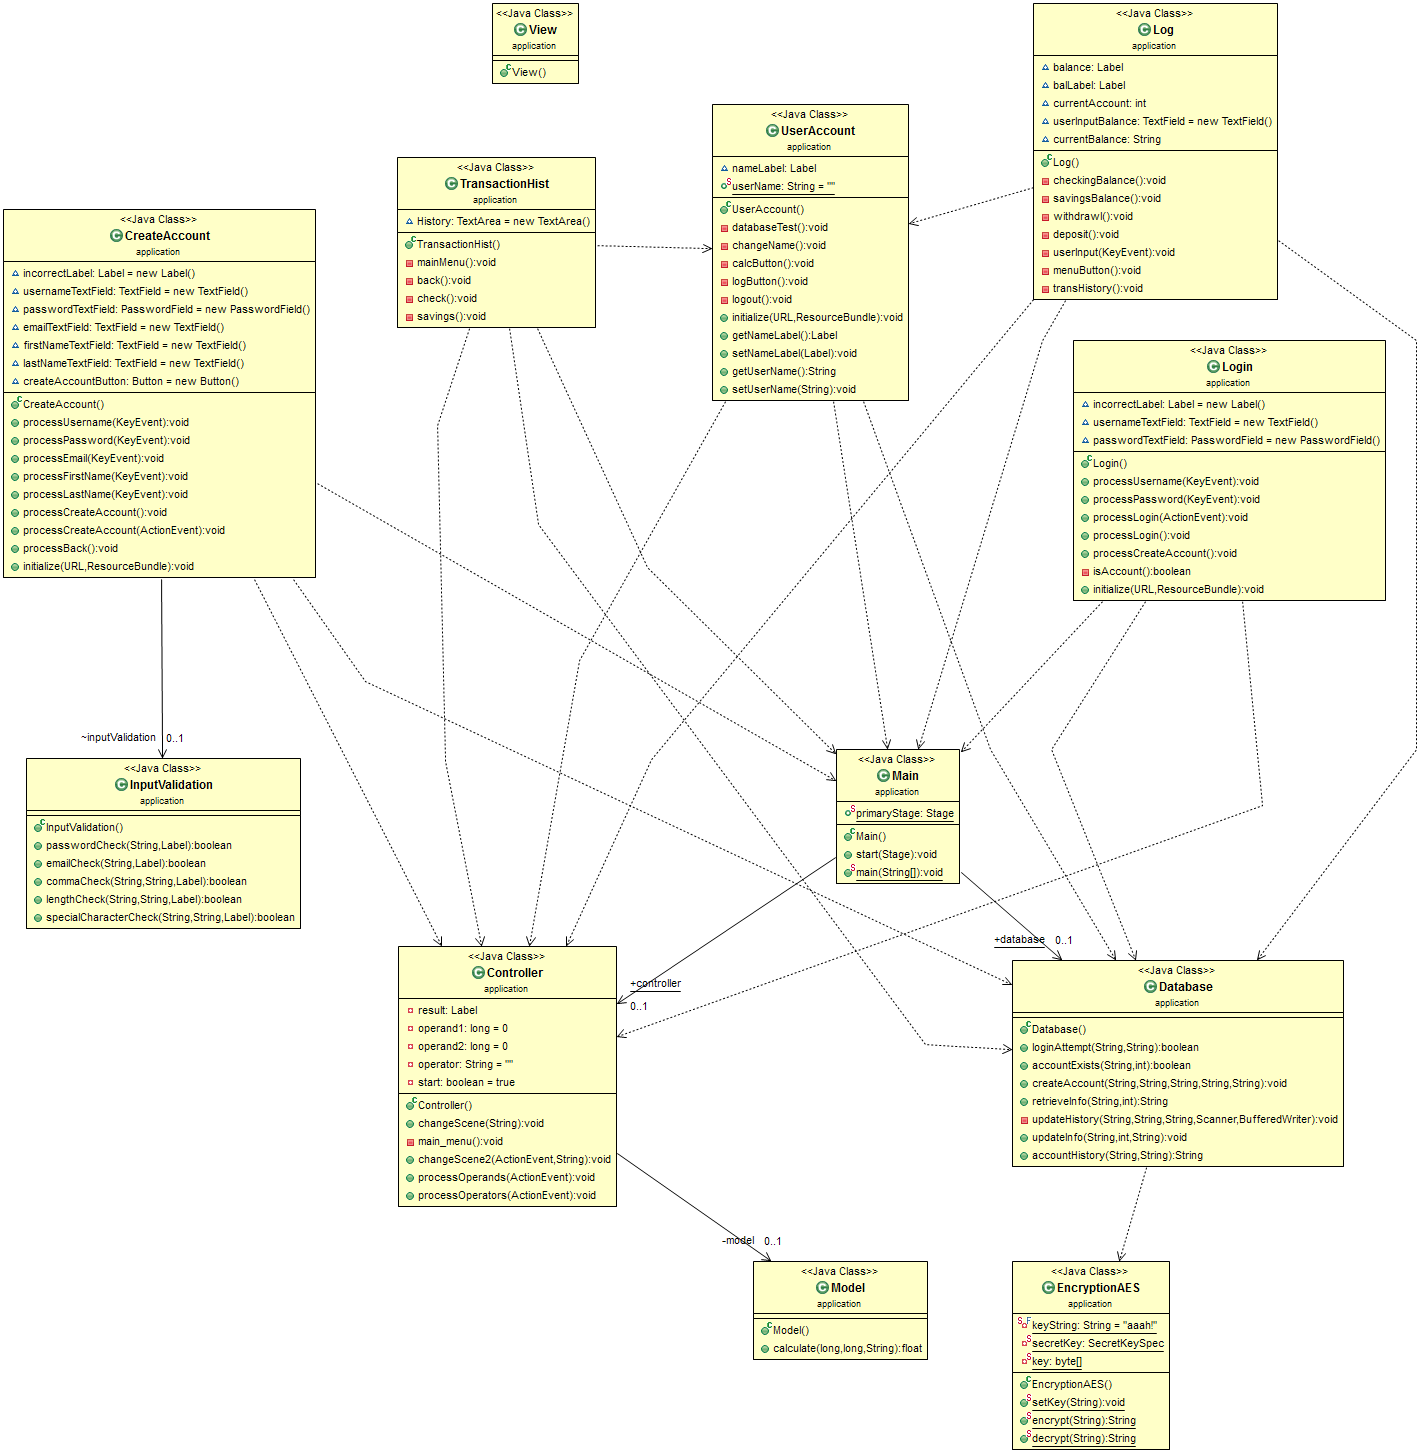 <<Java Class>>
View
application
View()
<<Java Class>>
Log
application
balance: Label
balLabel: Label
currentAccount: int
userInputBalance: TextField = new TextField()
currentBalance: String
Log()
checkingBalance():void
savingsBalance():void
withdrawl():void
deposit():void
userInput(KeyEvent):void
menuButton():void
transHistory():void
<<Java Class>>
UserAccount
application
nameLabel: Label
userName: String = ""
UserAccount()
databaseTest():void
changeName():void
calcButton():void
logButton():void
logout():void
initialize(URL,ResourceBundle):void
getNameLabel():Label
setNameLabel(Label):void
getUserName():String
setUserName(String):void
<<Java Class>>
TransactionHist
application
History: TextArea = new TextArea()
TransactionHist()
mainMenu():void
back():void
check():void
savings():void
<<Java Class>>
CreateAccount
application
incorrectLabel: Label = new Label()
usernameTextField: TextField = new TextField()
passwordTextField: PasswordField = new PasswordField()
emailTextField: TextField = new TextField()
firstNameTextField: TextField = new TextField()
lastNameTextField: TextField = new TextField()
createAccountButton: Button = new Button()
CreateAccount()
processUsername(KeyEvent):void
processPassword(KeyEvent):void
processEmail(KeyEvent):void
processFirstName(KeyEvent):void
processLastName(KeyEvent):void
processCreateAccount():void
processCreateAccount(ActionEvent):void
processBack():void
initialize(URL,ResourceBundle):void
<<Java Class>>
Login
application
incorrectLabel: Label = new Label()
usernameTextField: TextField = new TextField()
passwordTextField: PasswordField = new PasswordField()
Login()
processUsername(KeyEvent):void
processPassword(KeyEvent):void
processLogin(ActionEvent):void
processLogin():void
processCreateAccount():void
isAccount():boolean
initialize(URL,ResourceBundle):void
~inputValidation 0..1
<<Java Class>>
InputValidation
application
InputValidation()
passwordCheck(String,Label):boolean
emailCheck(String,Label):boolean
commaCheck(String,String,Label):boolean
lengthCheck(String,String,Label):boolean
specialCharacterCheck(String,String,Label):boolean
<<Java Class>>
Main
application
primaryStage: Stage
Main()
start(Stage):void
main(String[]):void
+database 0..1
+controller
0..1
<<Java Class>>
Controller
application
result: Label
operand1: long = 0
operand2: long = 0
operator: String = ""
start: boolean = true
Controller()
changeScene(String):void
main_menu():void
changeScene2(ActionEvent,String):void
processOperands(ActionEvent):void
processOperators(ActionEvent):void
<<Java Class>>
Database
application
Database()
loginAttempt(String,String):boolean
accountExists(String,int):boolean
createAccount(String,String,String,String,String):void
retrieveInfo(String,int):String
updateHistory(String,String,String,Scanner,BufferedWriter):void
updateInfo(String,int,String):void
accountHistory(String,String):String
-model 0..1
<<Java Class>>
Model
application
Model()
calculate(long,long,String):float
<<Java Class>>
EncryptionAES
application
keyString: String = "aaah!"
secretKey: SecretKeySpec
key: byte[]
EncryptionAES()
setKey(String):void
encrypt(String):String
decrypt(String):String